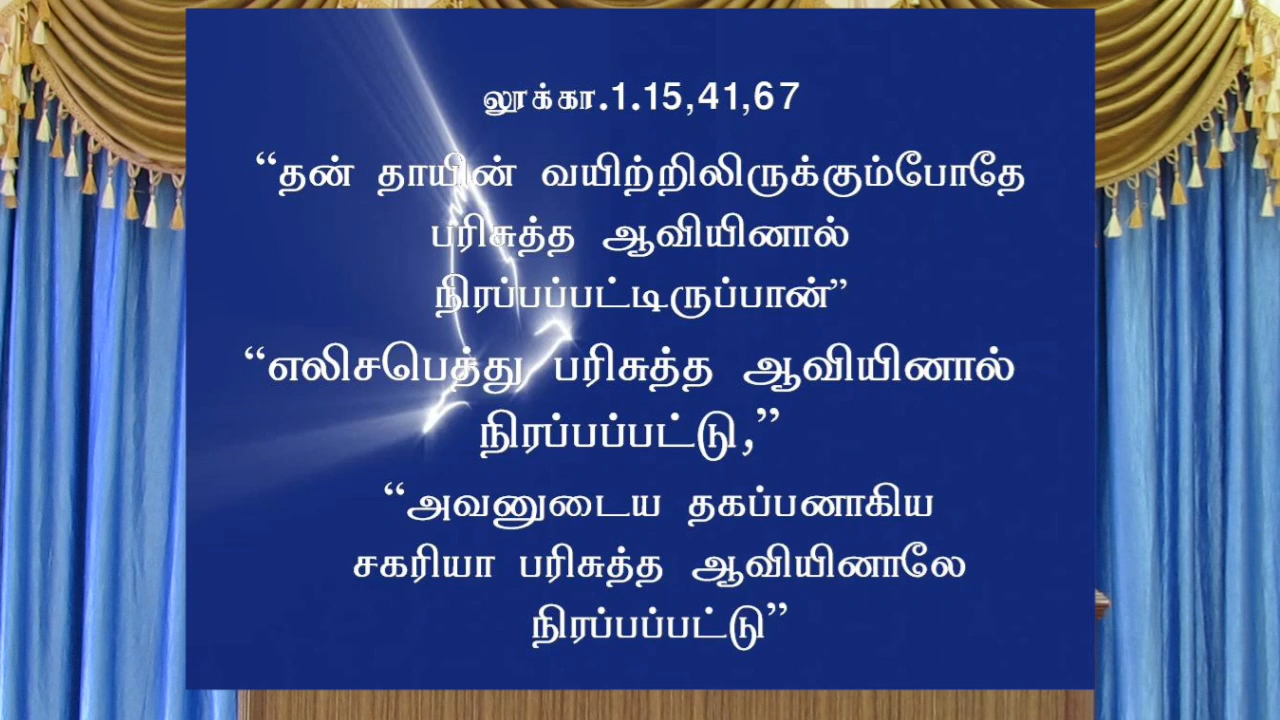 லூக்கா.1.15,41,67
“தன் தாயின் வயிற்றிலிருக்கும்போதே
பரிசுத்த ஆவியினால்
நிரப்பப்பட்டிருப்பான்”
“எலிசபெத்து பரிசுத்த ஆவியினால்
நிரப்பப்பட்டு,”
“அவனுடைய தகப்பனாகிய
சகரியா பரிசுத்த ஆவியினாலே
நிரப்பப்பட்டு”